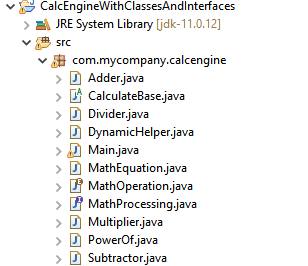 CalcEngineWithClassesAndInterfaces
JRE System Library [jdk-11.0.12]
src
com.mycompany.calcengine
Adder.java
CalculateBase.java
Divider.java
DynamicHelper.java
Main.java
MathEquation.java
MathOperation.java
MathProcessing.java
Multiplier.java
PowerOf.java
Subtractor.java